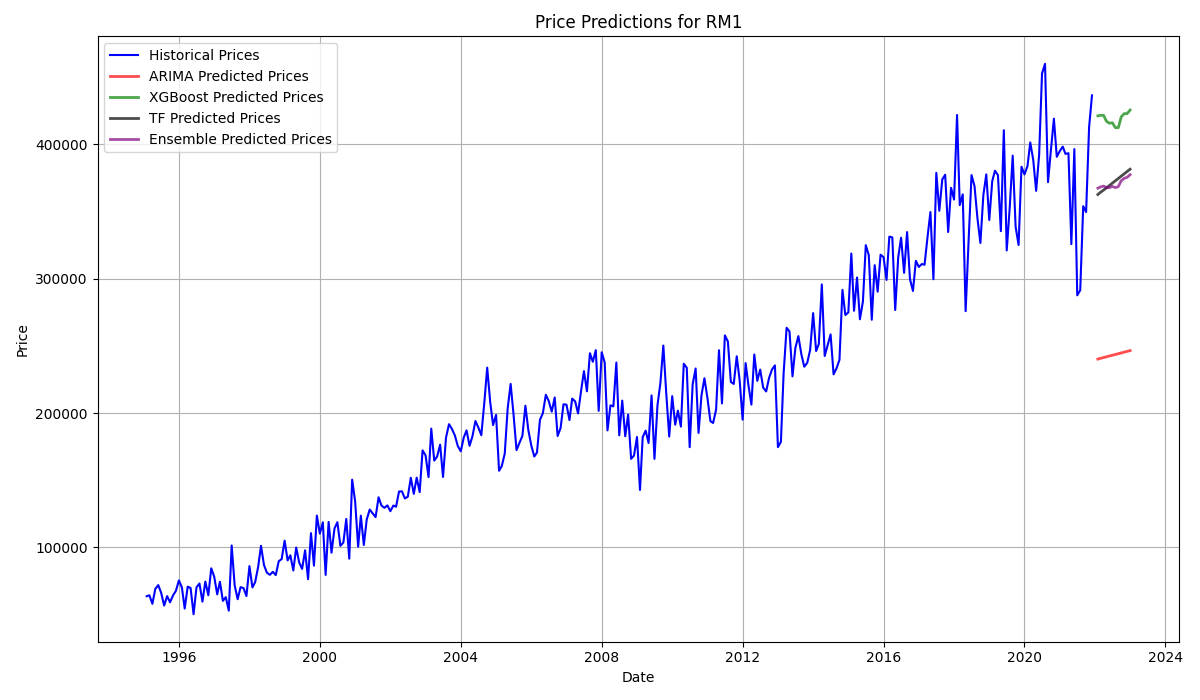 Price Predictions for RM1
Historical Prices
ARIMA Predicted Prices
XGBoost Predicted Prices
TF Predicted Prices
Ensemble Predicted Prices
400000
300000
200000
100000
Price
1996 2000 2004 2008 2012 2016 2020 2024
Date